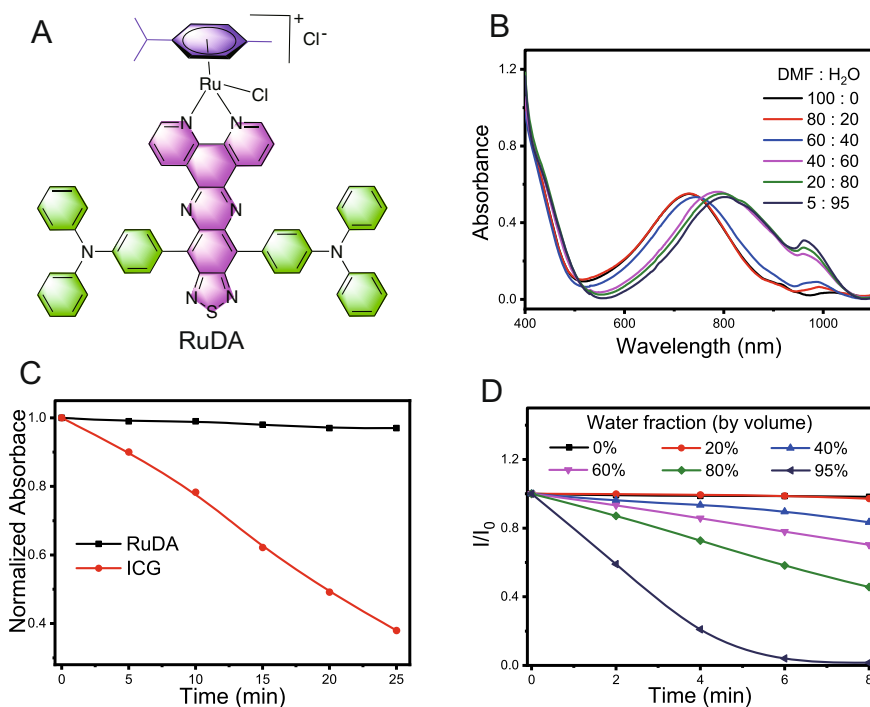 A
+
Cl-
Ru
Cl
N
N
N
N
N
N
N
N
S
RuDA
B
DMF : H₂O
100 : 0
80 : 20
60 : 40
40 : 60
20 : 80
5 : 95
1.2
0.8
0.4
0.0
Absorbance
400
600
800
1000
Wavelength (nm)
C
1.0
0.8
0.6
0.4
Normalized Absorbace
RuDA
ICG
0
5
10
15
20
25
Time (min)
D
Water fraction (by volume)
0%
20%
40%
60%
80%
95%
1.2
0.8
0.4
0.0
I/I₀
0
2
4
6
8
Time (min)